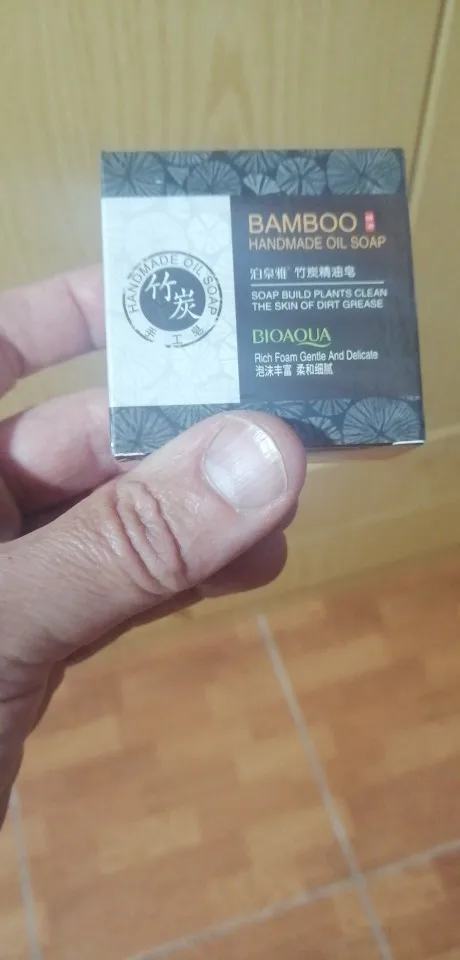 BAMBOO
HANDMADE OIL SOAP
泊泉雅 竹炭精油皂
SOAP BUILD PLANTS CLEAN
THE SKIN OF DIRT GREASE
BIOAQUA
Rich Foam Gentle And Delicate
泡沫丰富 柔和细腻
HANDMADE OIL SOAP
竹炭
手工皂